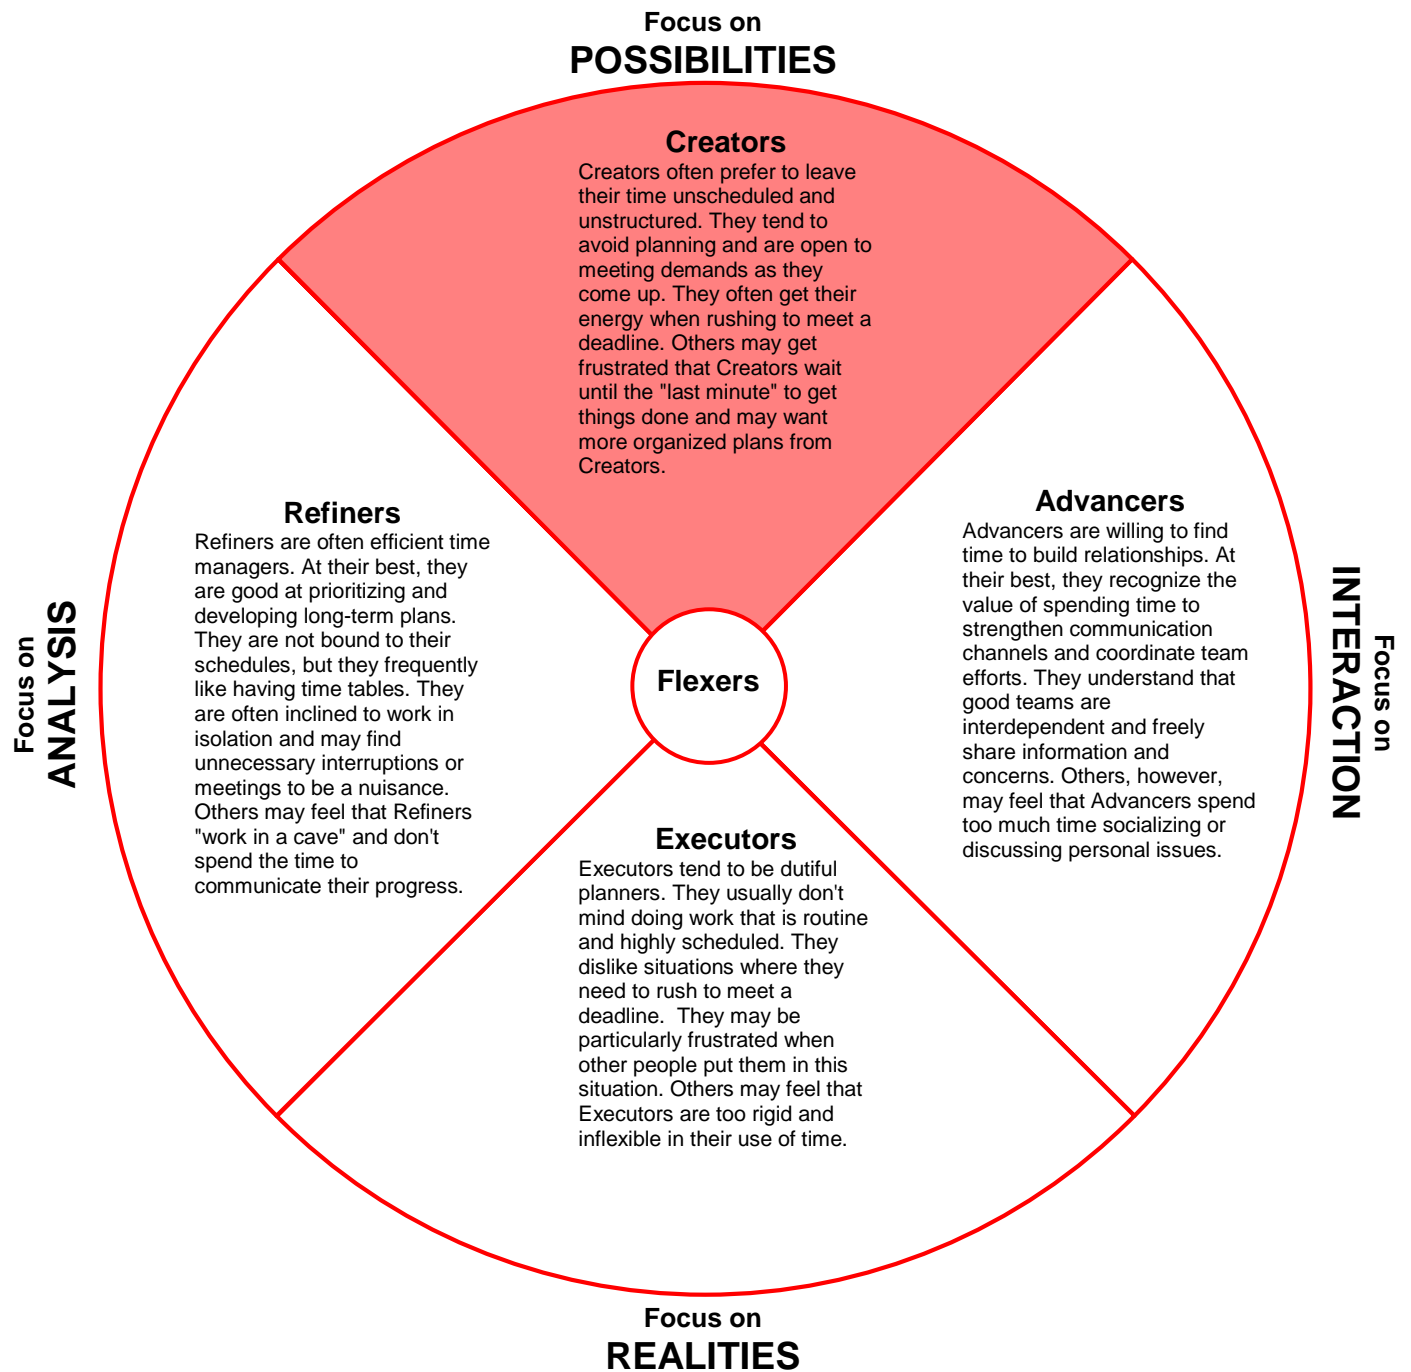 Focus on
POSSIBILITIES
Creators
Creators often prefer to leave
their time unscheduled and
unstructured. They tend to
avoid planning and are open to
meeting demands as they
come up. They often get their
energy when rushing to meet a
deadline. Others may get
frustrated that Creators wait
until the "last minute" to get
things done and may want
more organized plans from
Creators.
Focus on
ANALYSIS
Refiners
Refiners are often efficient time
managers. At their best, they
are good at prioritizing and
developing long-term plans.
They are not bound to their
schedules, but they frequently
like having time tables. They
are often inclined to work in
isolation and may find
unnecessary interruptions or
meetings to be a nuisance.
Others may feel that Refiners
"work in a cave" and don't
spend the time to
communicate their progress.
Flexers
Advancers
Advancers are willing to find
time to build relationships. At
their best, they recognize the
value of spending time to
strengthen communication
channels and coordinate team
efforts. They understand that
good teams are
interdependent and freely
share information and
concerns. Others, however,
may feel that Advancers spend
too much time socializing or
discussing personal issues.
Focus on
INTERACTION
Executors
Executors tend to be dutiful
planners. They usually don't
mind doing work that is routine
and highly scheduled. They
dislike situations where they
need to rush to meet a
deadline.  They may be
particularly frustrated when
other people put them in this
situation. Others may feel that
Executors are too rigid and
inflexible in their use of time.
Focus on
REALITIES